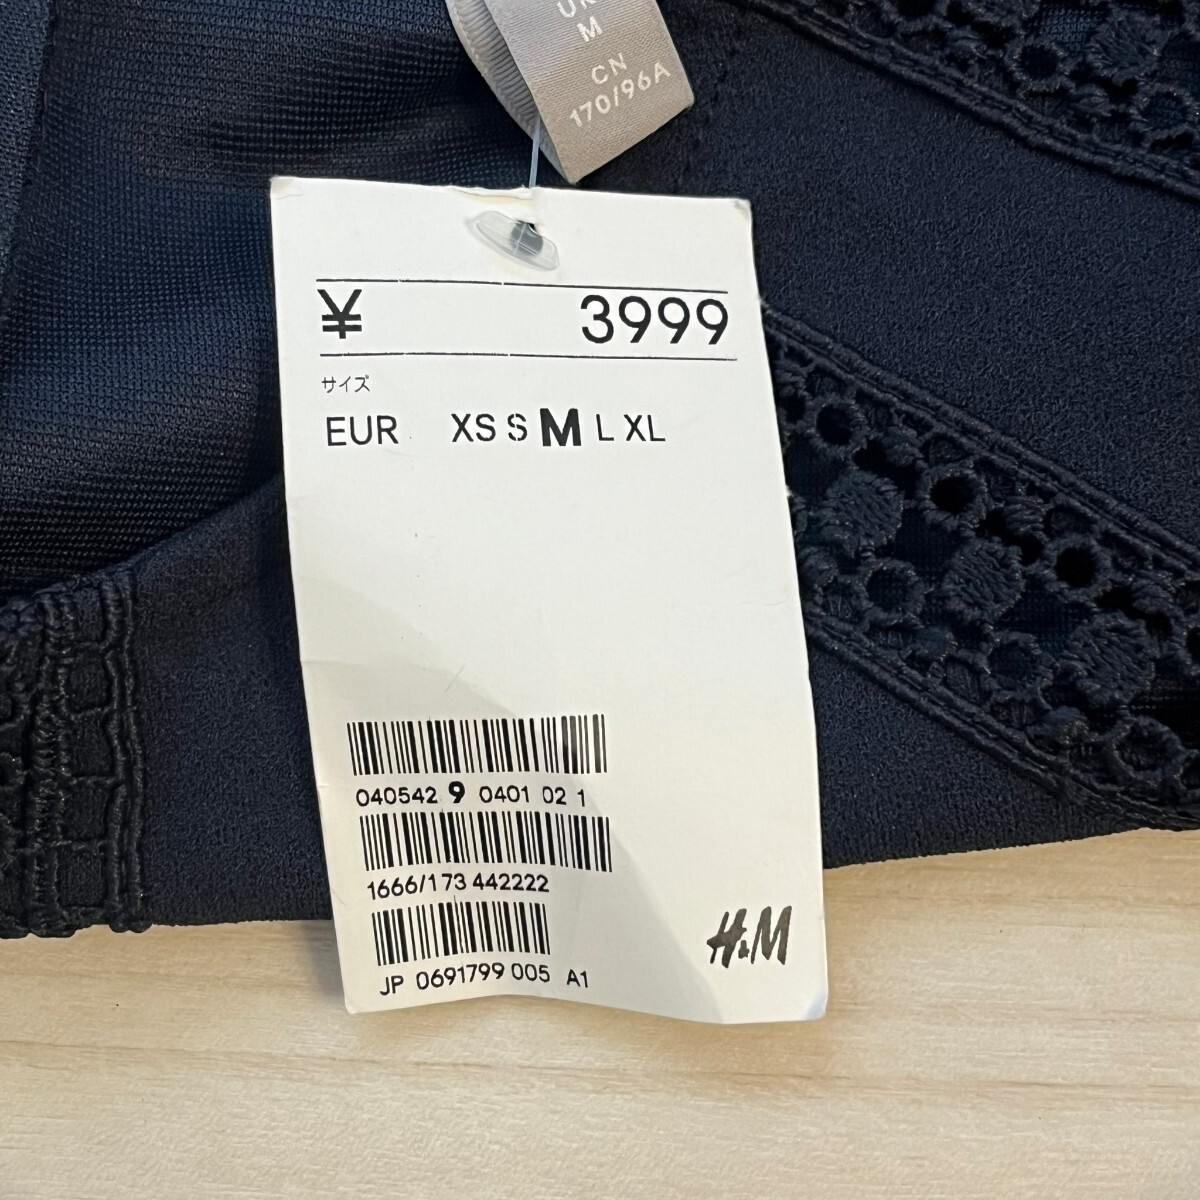 M
CN
170/96A
¥ 3999
サイズ
EUR XS S M L XL
040542 9 0401 02 1
1666/173 442222
JP 0691799 005 A1
H&M